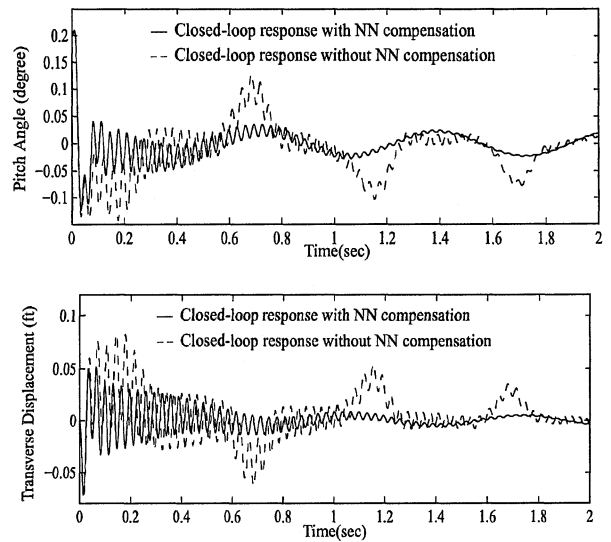 Closed-loop response with NN compensation
Closed-loop response without NN compensation
Pitch Angle (degree)
0.2
0.15
0.1
0.05
0
−0.05
−0.1
0 0.2 0.4 0.6 0.8 1 1.2 1.4 1.6 1.8 2
Time(sec)
Closed-loop response with NN compensation
Closed-loop response without NN compensation
Transverse Displacement (ft)
0.1
0.05
0
−0.05
0 0.2 0.4 0.6 0.8 1 1.2 1.4 1.6 1.8 2
Time(sec)